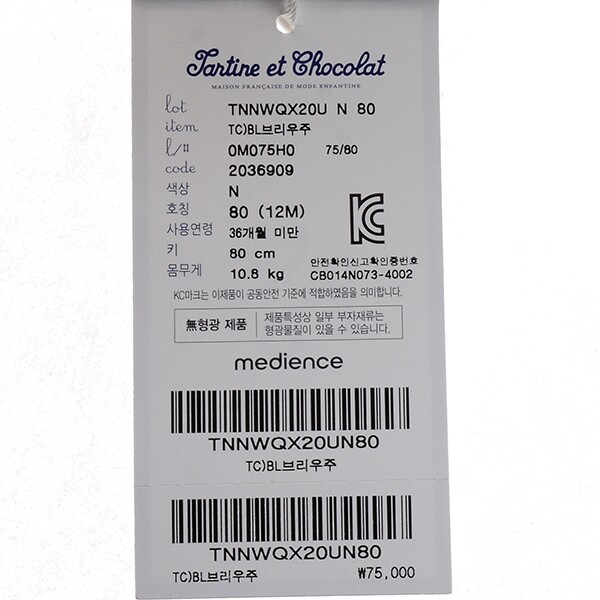 Tartine et Chocolat
MAISON FRANÇAISE DE MODE ENFANTINE
lot TNNWQX20U N 80
item TC)BL브리우주
l/# 0M075H0 75/80
code 2036909
색상 N
호칭 80 (12M)
사용연령 36개월 미만
키 80 cm
몸무게 10.8 kg
안전확인신고확인증번호
CB014N073-4002
KC마크는 이제품이 공동안전 기준에 적합하였음을 의미합니다.
無형광 제품
제품특성상 일부 부자재류는
형광물질이 있을 수 있습니다.
medience
TNNWQX20UN80
TC)BL브리우주
TNNWQX20UN80
TC)BL브리우주 ₩75,000